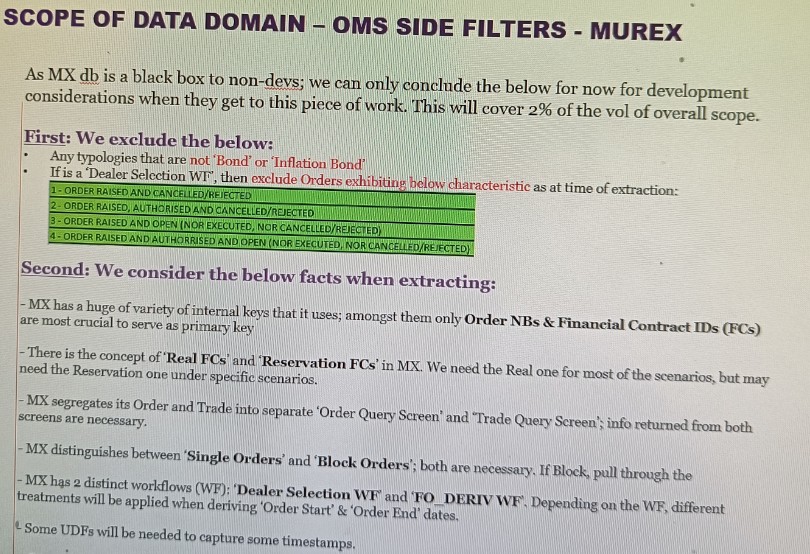 SCOPE OF DATA DOMAIN – OMS SIDE FILTERS - MUREX
As MX db is a black box to non-devs; we can only conclude the below for now for development
considerations when they get to this piece of work. This will cover 2% of the vol of overall scope.
First: We exclude the below:
• Any typologies that are not 'Bond' or 'Inflation Bond'
• If is a 'Dealer Selection WF', then exclude Orders exhibiting below characteristic as at time of extraction:
1 - ORDER RAISED AND CANCELLED/REJECTED
2 - ORDER RAISED, AUTHORISED AND CANCELLED/REJECTED
3 - ORDER RAISED AND OPEN (NOR EXECUTED, NOR CANCELLED/REJECTED)
4 - ORDER RAISED AND AUTHORRISED AND OPEN (NOR EXECUTED, NOR CANCELLED/REJECTED)
Second: We consider the below facts when extracting:
- MX has a huge of variety of internal keys that it uses; amongst them only Order NBs & Financial Contract IDs (FCs)
are most crucial to serve as primary key
- There is the concept of 'Real FCs' and 'Reservation FCs' in MX. We need the Real one for most of the scenarios, but may
need the Reservation one under specific scenarios.
- MX segregates its Order and Trade into separate 'Order Query Screen' and 'Trade Query Screen'; info returned from both
screens are necessary.
- MX distinguishes between 'Single Orders' and 'Block Orders'; both are necessary. If Block, pull through the
- MX has 2 distinct workflows (WF): 'Dealer Selection WF' and 'FO_DERIV WF'. Depending on the WF, different
treatments will be applied when deriving 'Order Start' & 'Order End' dates.
- Some UDFs will be needed to capture some timestamps.